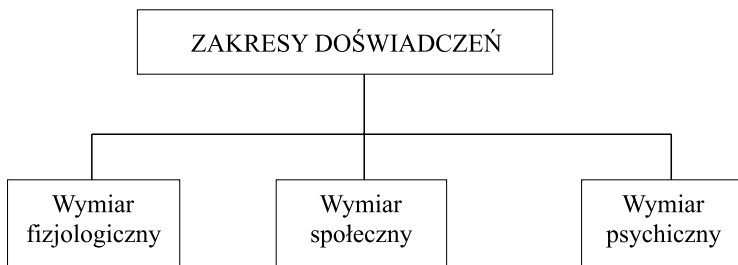 ZAKRESY DOŚWIADCZEŃ
Wymiar
fizjologiczny
Wymiar
społeczny
Wymiar
psychiczny